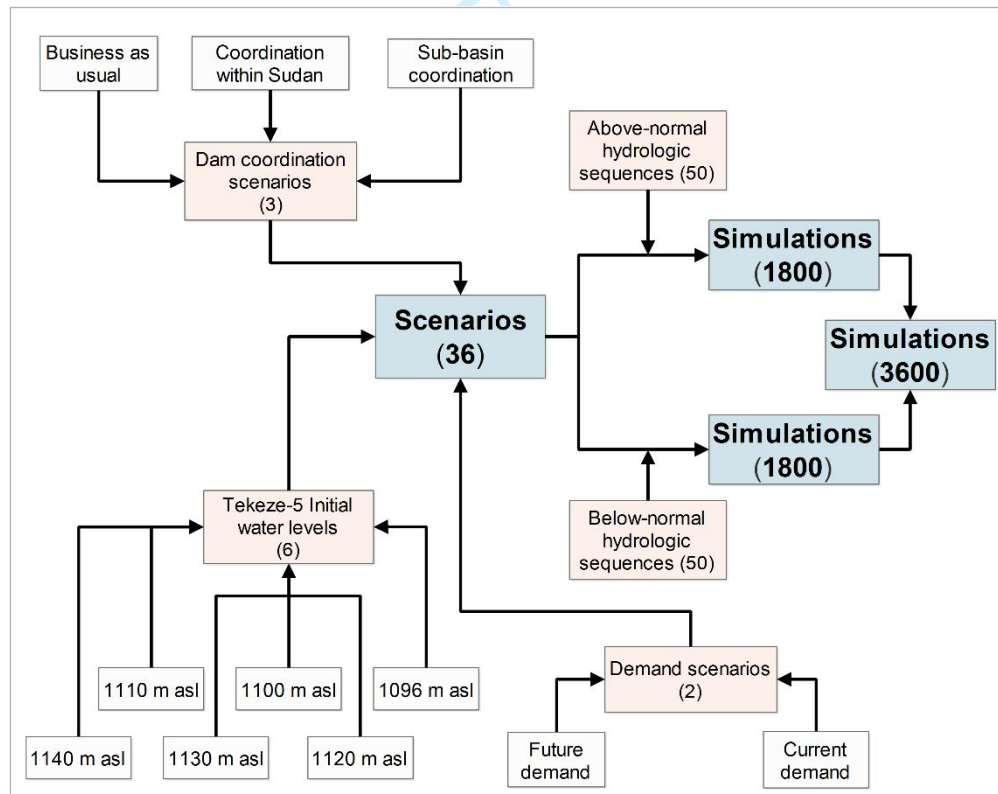 Business as
usual
Coordination
within Sudan
Sub-basin
coordination
Dam coordination
scenarios
(3)
Above-normal
hydrologic
sequences (50)
Simulations
(1800)
Scenarios
(36)
Simulations
(3600)
Simulations
(1800)
Tekeze-5 Initial
water levels
(6)
Below-normal
hydrologic
sequences (50)
1110 m asl
1100 m asl
1096 m asl
1140 m asl
1130 m asl
1120 m asl
Demand scenarios
(2)
Future
demand
Current
demand